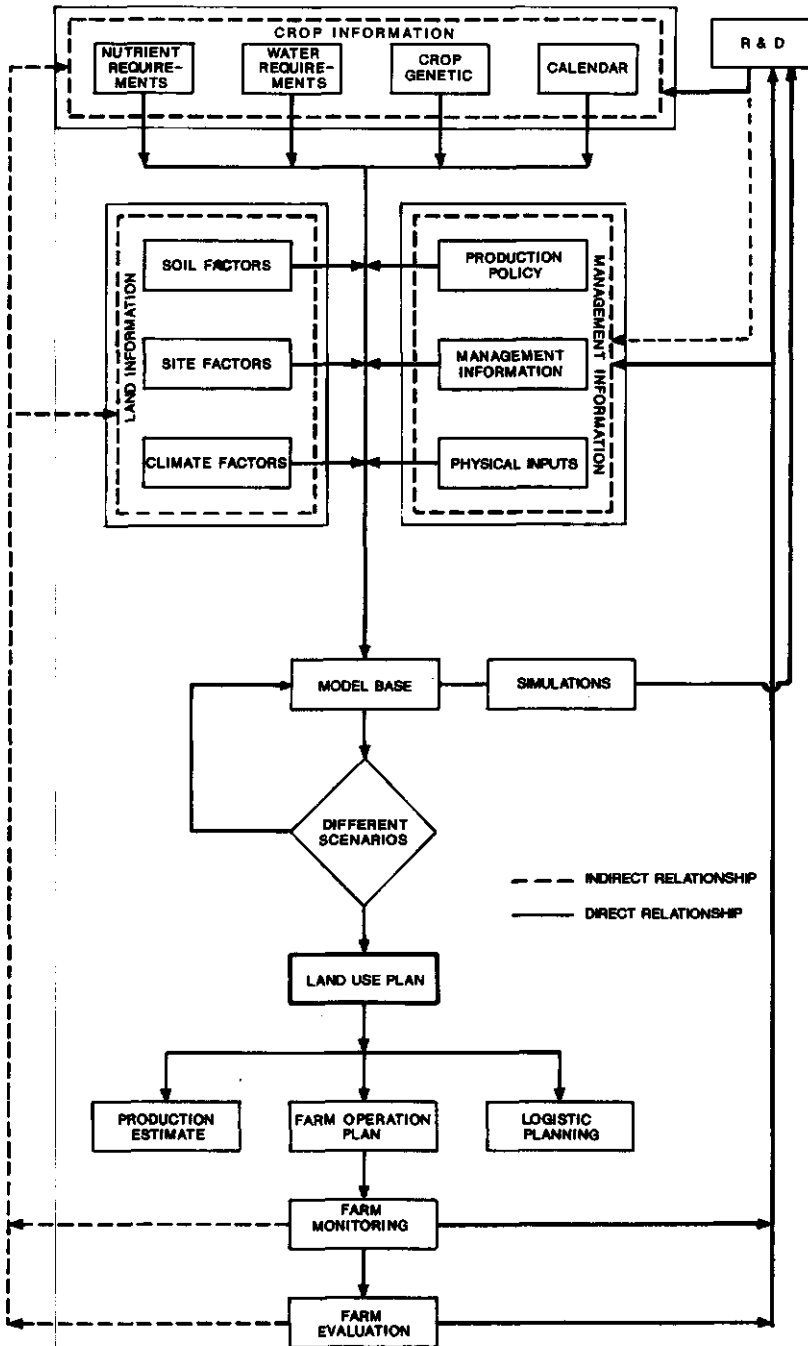 CROP INFORMATION
NUTRIENT
REQUIRE-
MENTS
WATER
REQUIRE-
MENTS
CROP
GENETIC
CALENDAR
R & D
LAND INFORMATION
SOIL FACTORS
SITE FACTORS
CLIMATE FACTORS
PRODUCTION
POLICY
MANAGEMENT
INFORMATION
PHYSICAL INPUTS
MANAGEMENT INFORMATION
MODEL BASE
SIMULATIONS
DIFFERENT
SCENARIOS
INDIRECT RELATIONSHIP
DIRECT RELATIONSHIP
LAND USE PLAN
PRODUCTION
ESTIMATE
FARM OPERATION
PLAN
LOGISTIC
PLANNING
FARM
MONITORING
FARM
EVALUATION